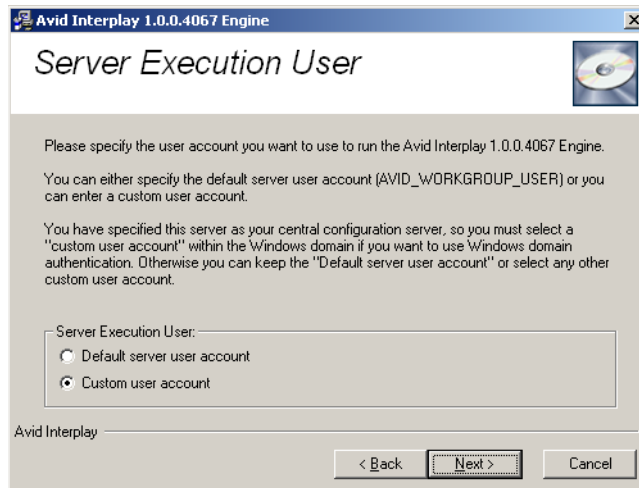 Avid Interplay 1.0.0.4067 Engine
Server Execution User
Please specify the user account you want to use to run the Avid Interplay 1.0.0.4067 Engine.
You can either specify the default server user account (AVID_WORKGROUP_USER) or you
can enter a custom user account.
You have specified this server as your central configuration server, so you must select a
"custom user account" within the Windows domain if you want to use Windows domain
authentication. Otherwise you can keep the "Default server user account" or select any other
custom user account.
Server Execution User:
Default server user account
Custom user account
Avid Interplay
< Back
Next >
Cancel